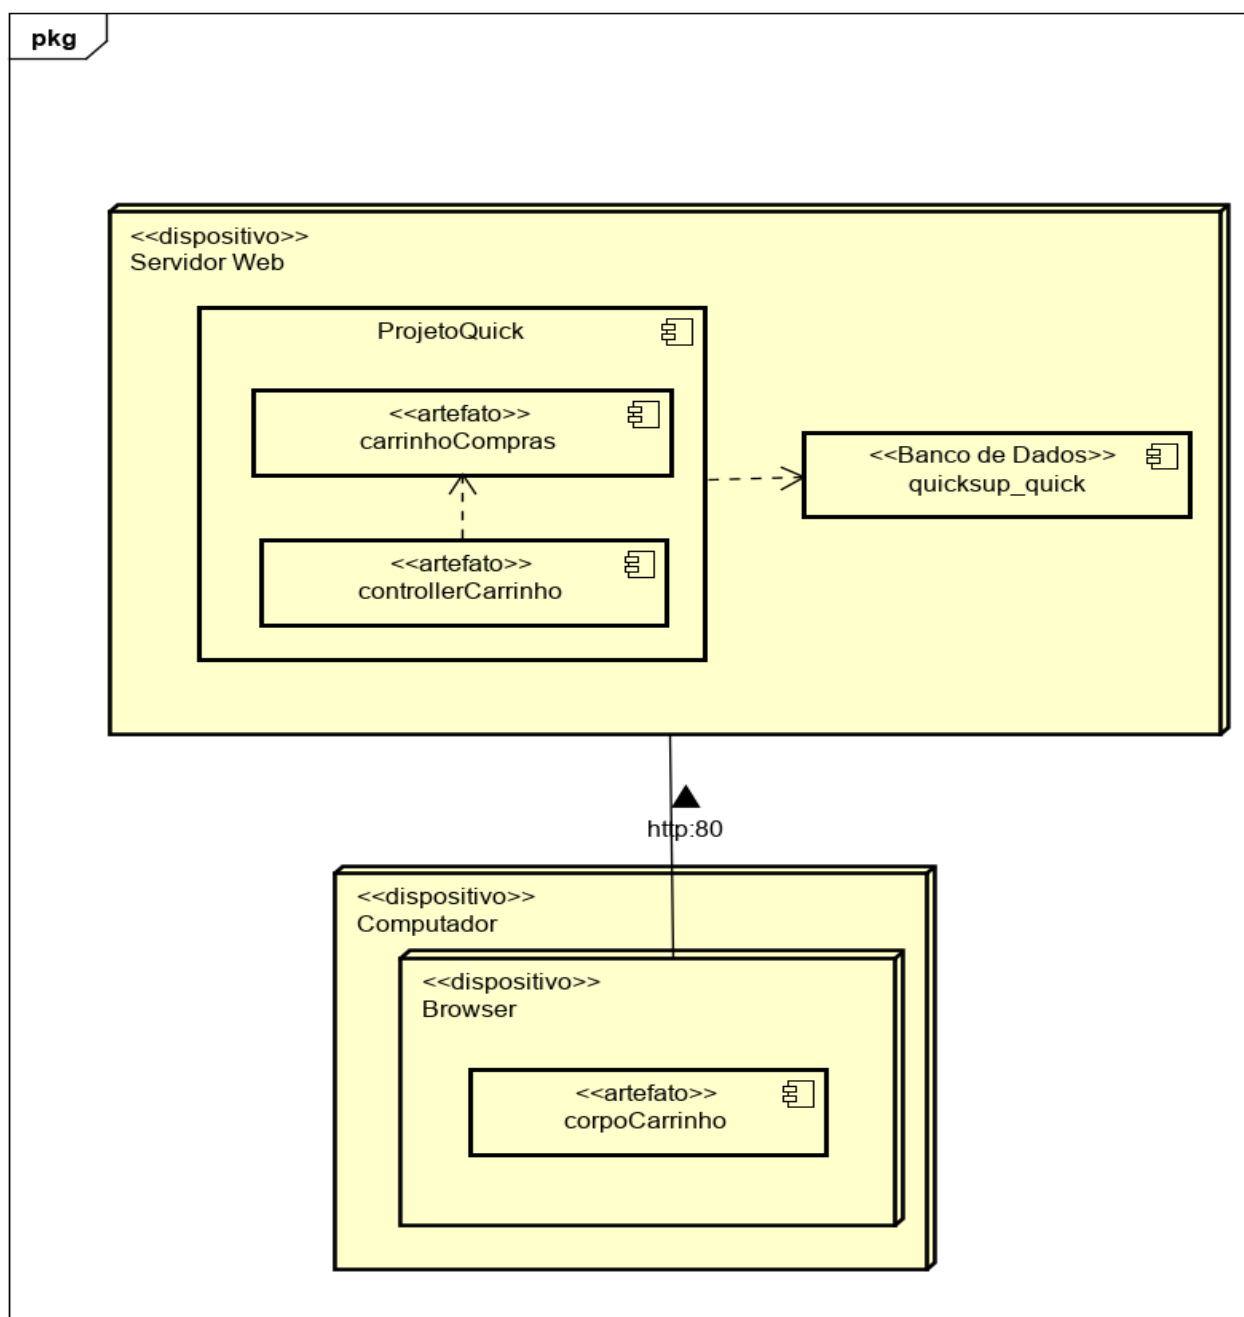 pkg
<<dispositivo>>
Servidor Web
ProjetoQuick
<<artefato>>
carrinhoCompras
<<Banco de Dados>>
quicksup_quick
<<artefato>>
controllerCarrinho
http:80
<<dispositivo>>
Computador
<<dispositivo>>
Browser
<<artefato>>
corpoCarrinho